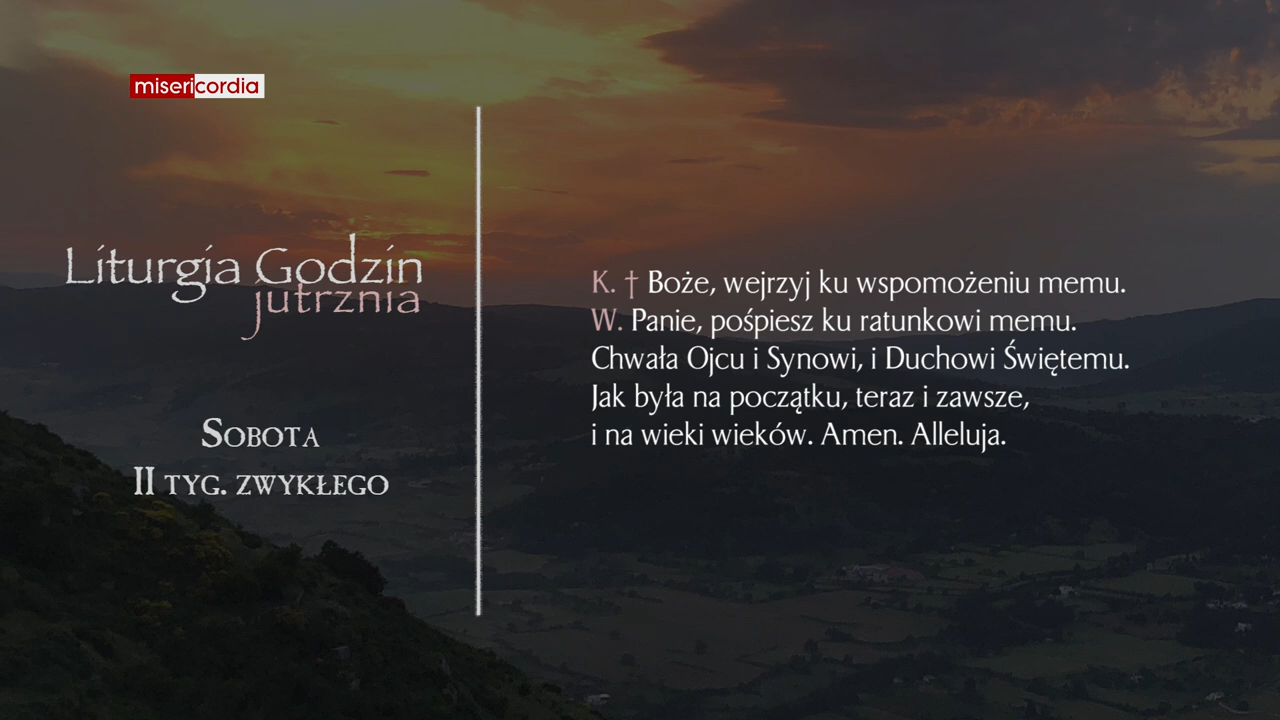 misericordia
Liturgia Godzin
jutrznia
Sobota
II tyg. zwykłego
K. † Boże, wejrzyj ku wspomożeniu memu.
W. Panie, pośpiesz ku ratunkowi memu.
Chwała Ojcu i Synowi, i Duchowi Świętemu.
Jak była na początku, teraz i zawsze,
i na wieki wieków. Amen. Alleluja.